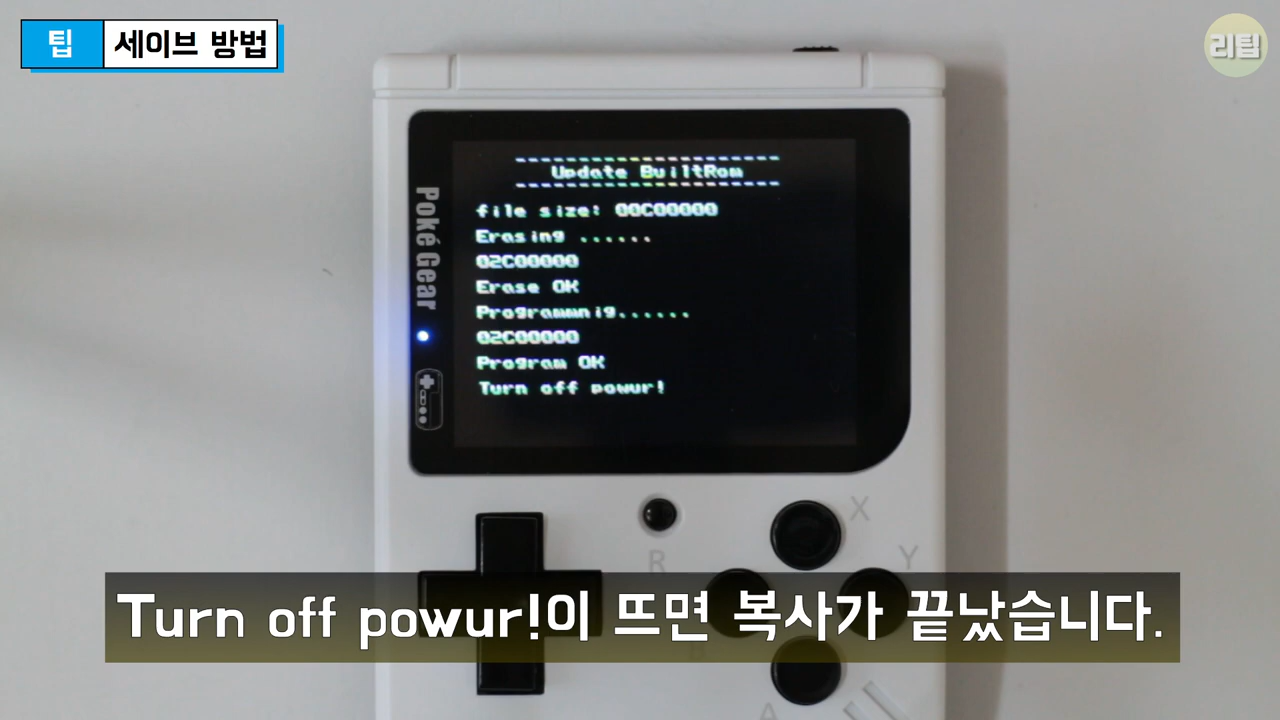 팁 세이브 방법
리팁
--------------------------
Update BuiltRom
--------------------------
file size: 00C00000
Erasing ......
02C00000
Erase OK
Programmnig......
02C00000
Program OK
Turn off powur!
Poké Gear
X
R
Y
Turn off powur!이 뜨면 복사가 끝났습니다.
A